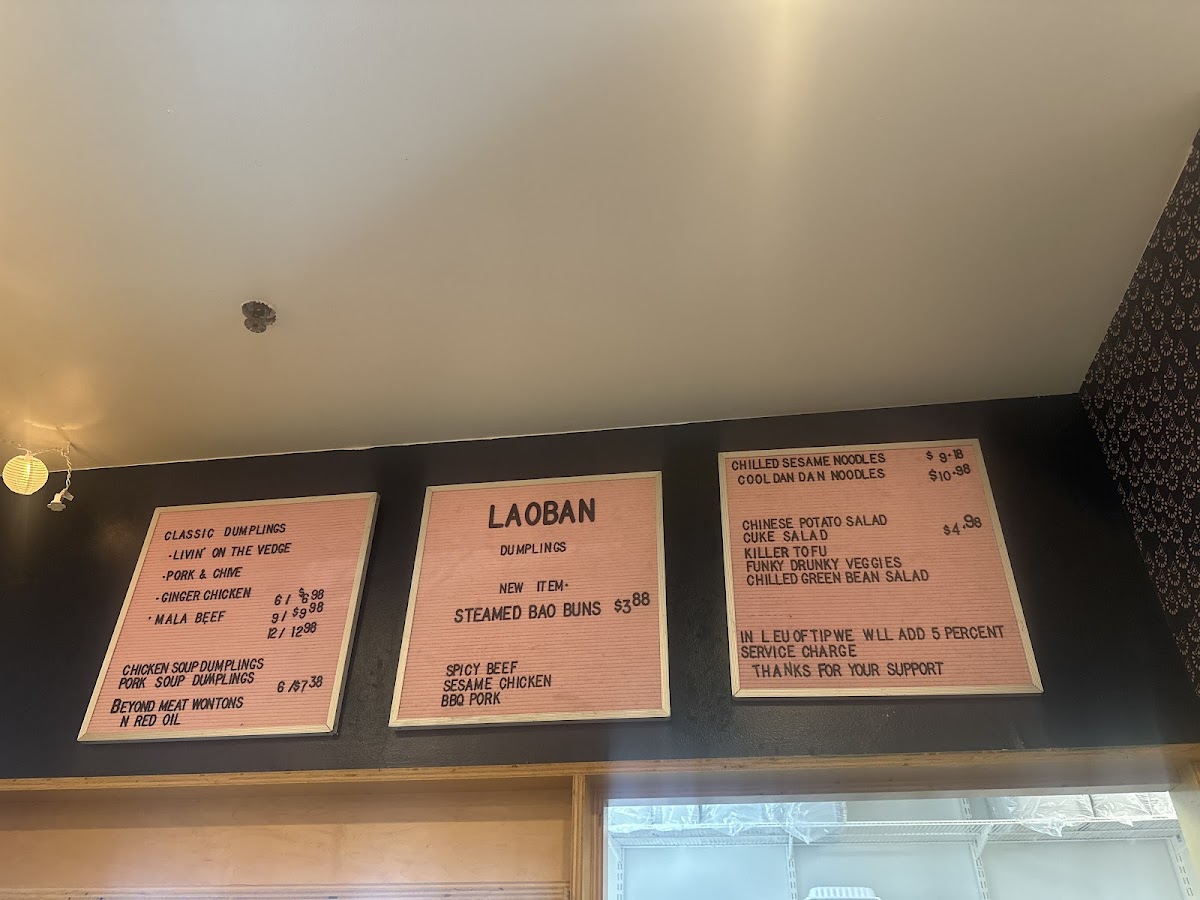 CLASSIC DUMPLINGS
·LIVIN' ON THE VEDGE
·PORK & CHIVE
·GINGER CHICKEN 6/ $6.98
·MALA BEEF 9/ $9.98
12/ 12.98
CHICKEN SOUP DUMPLINGS
PORK SOUP DUMPLINGS 6/$7.38
BEYOND MEAT WONTONS
N RED OIL
LAOBAN
DUMPLINGS
NEW ITEM·
STEAMED BAO BUNS $3.88
SPICY BEEF
SESAME CHICKEN
BBQ PORK
CHILLED SESAME NOODLES $ 9.18
COOL DAN DAN NOODLES $10.98
CHINESE POTATO SALAD $4.98
CUKE SALAD
KILLER TOFU
FUNKY DRUNKY VEGGIES
CHILLED GREEN BEAN SALAD
IN L EU OF TIP WE W LL ADD 5 PERCENT
SERVICE CHARGE
THANKS FOR YOUR SUPPORT